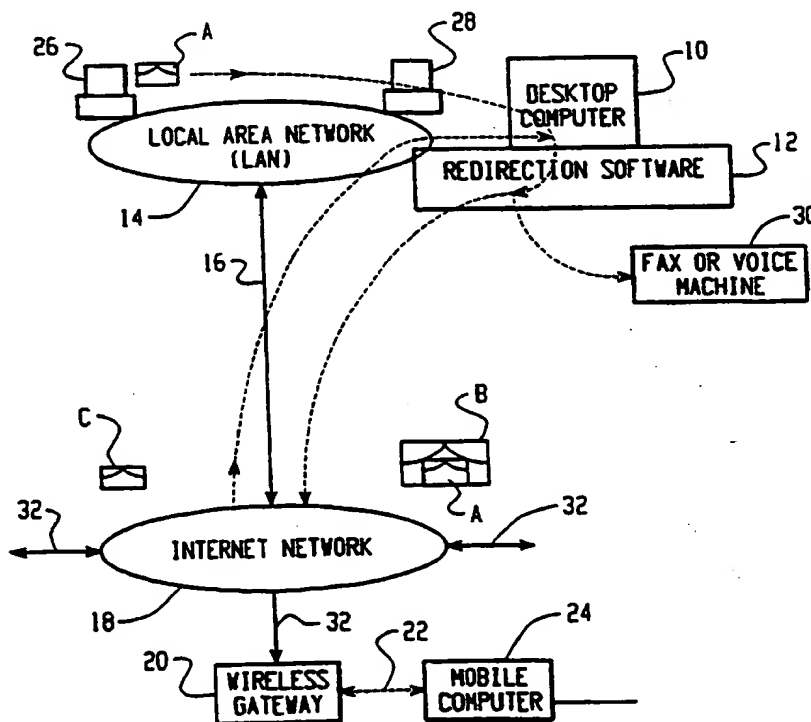 A
26
28
10
DESKTOP
COMPUTER
LOCAL AREA NETWORK
(LAN)
REDIRECTION SOFTWARE
12
14
30
16
FAX OR VOICE
MACHINE
C
B
A
32
32
INTERNET NETWORK
18
32
24
20
WIRELESS
GATEWAY
22
MOBILE
COMPUTER